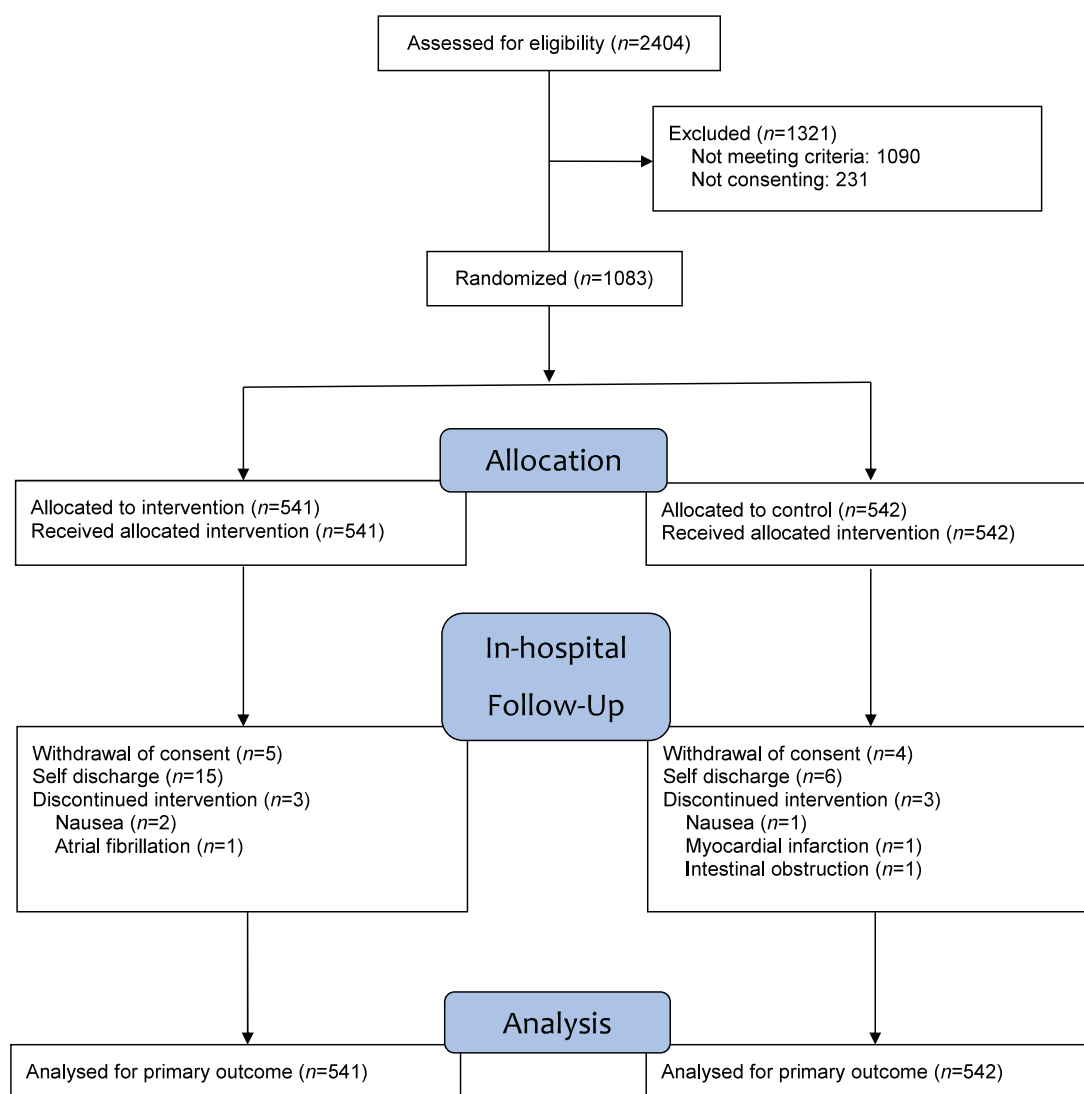 Assessed for eligibility (n=2404)
Excluded (n=1321)
Not meeting criteria: 1090
Not consenting: 231
Randomized (n=1083)
Allocation
Allocated to intervention (n=541)
Received allocated intervention (n=541)
Allocated to control (n=542)
Received allocated intervention (n=542)
In-hospital
Follow-Up
Withdrawal of consent (n=5)
Self discharge (n=15)
Discontinued intervention (n=3)
Nausea (n=2)
Atrial fibrillation (n=1)
Withdrawal of consent (n=4)
Self discharge (n=6)
Discontinued intervention (n=3)
Nausea (n=1)
Myocardial infarction (n=1)
Intestinal obstruction (n=1)
Analysis
Analysed for primary outcome (n=541)
Analysed for primary outcome (n=542)